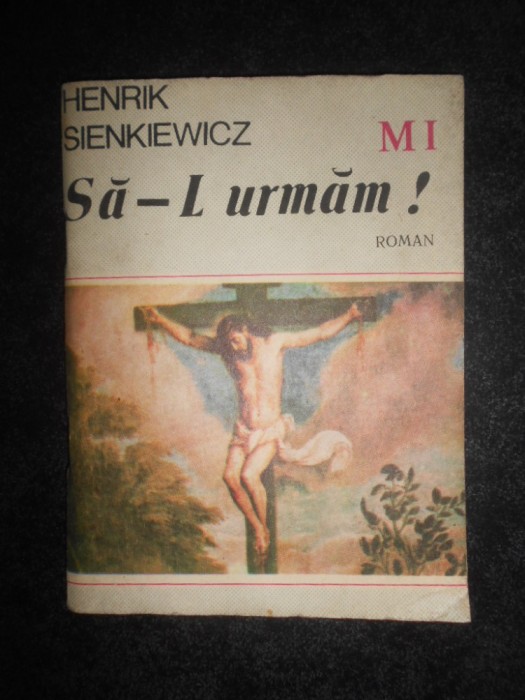 HENRIK
SIENKIEWICZ
MI
Să–L urmăm!
ROMAN